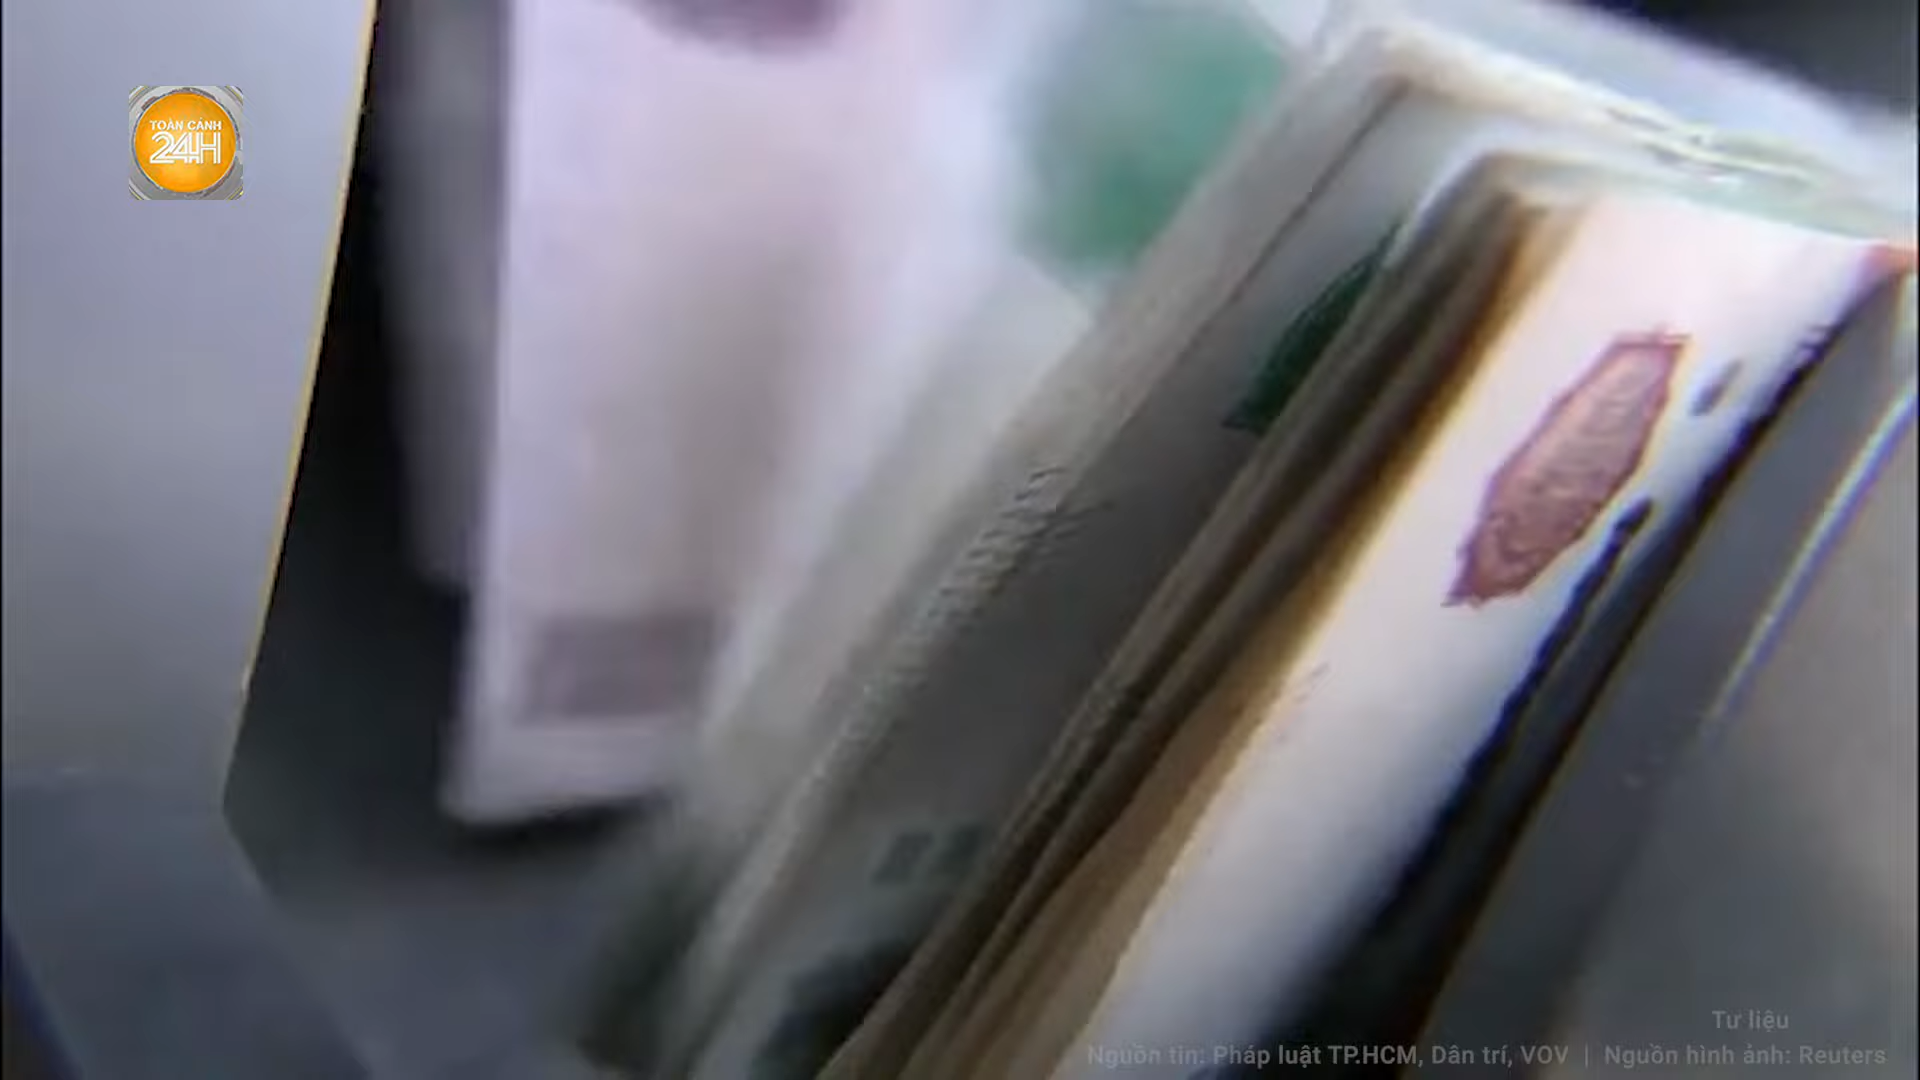 TOÀN CẢNH
24H
Tư liệu
Nguồn tin: Pháp luật TP.HCM, Dân trí, VOV | Nguồn hình ảnh: Reuters